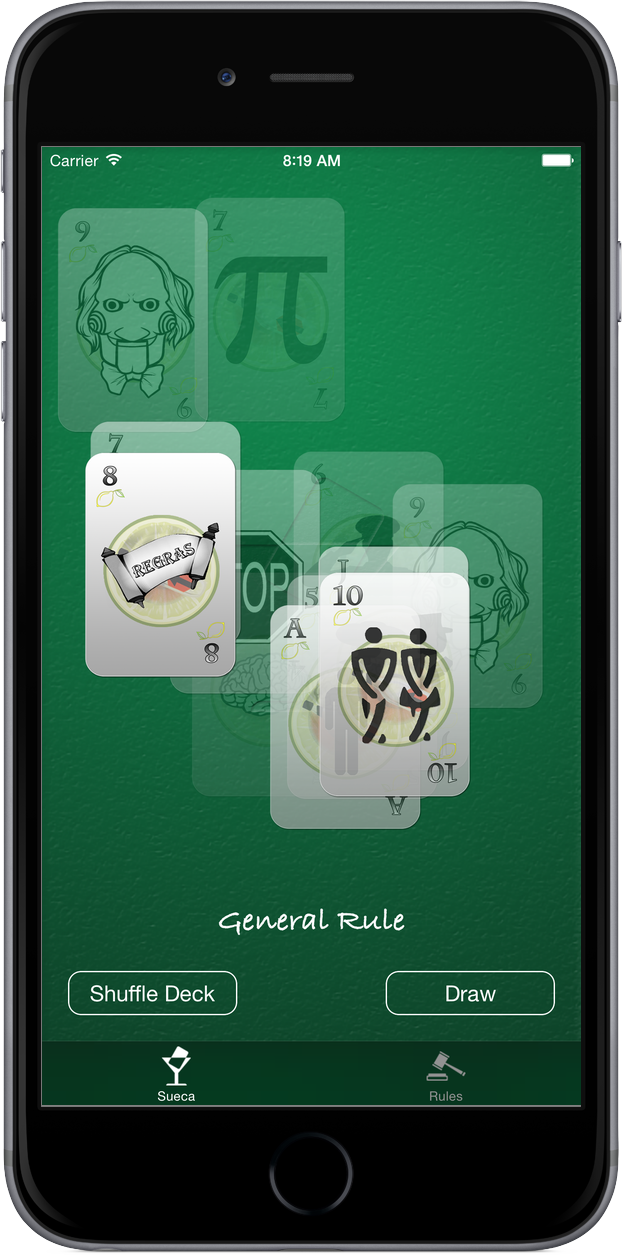 Carrier 8:19 AM
9
7
π
9
7
7
8
REGRAS
8
6
9
TOP
J
5
10
A
6
10
A
General Rule
Shuffle Deck Draw
Sueca Rules